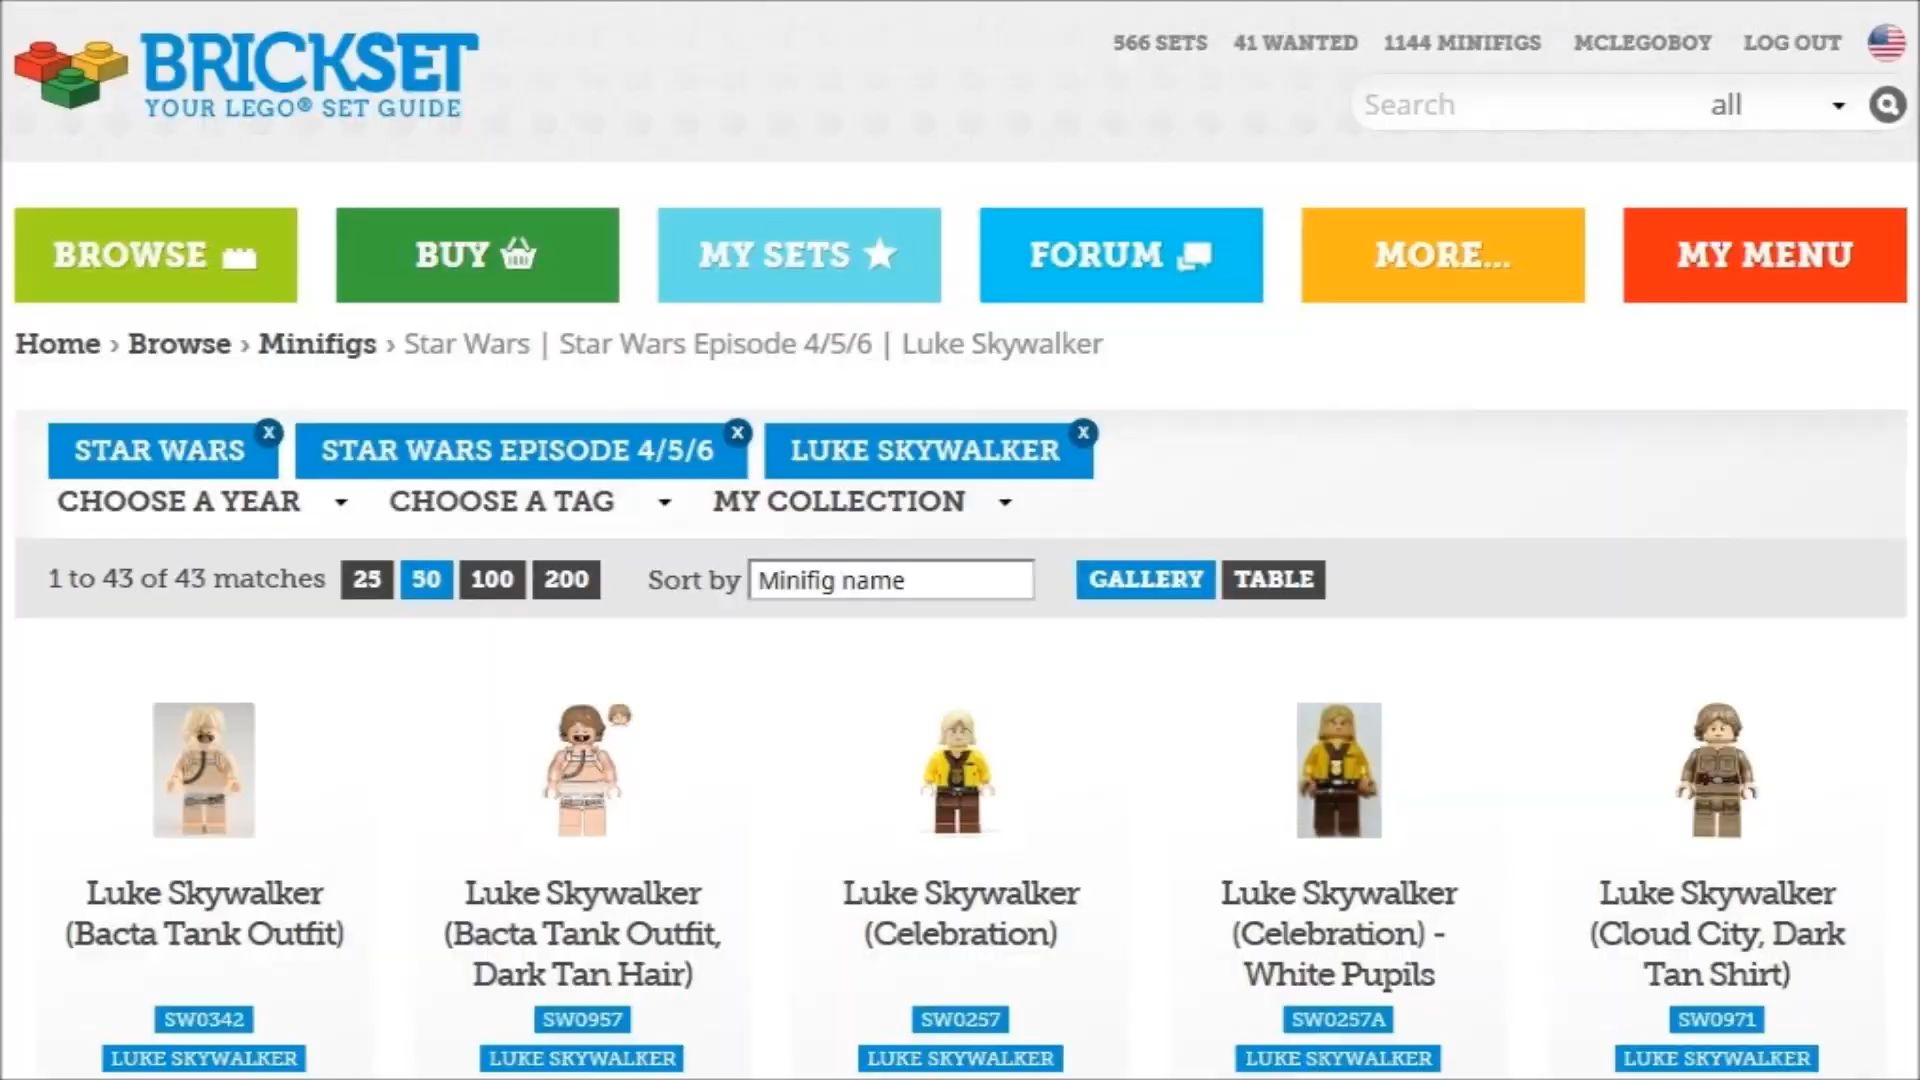 BRICKSET
YOUR LEGO® SET GUIDE
566 SETS 41 WANTED 1144 MINIFIGS MCLEGOBOY LOG OUT
Search all
BROWSE BUY MY SETS FORUM MORE... MY MENU
Home › Browse › Minifigs › Star Wars | Star Wars Episode 4/5/6 | Luke Skywalker
STAR WARS X STAR WARS EPISODE 4/5/6 X LUKE SKYWALKER X
CHOOSE A YEAR CHOOSE A TAG MY COLLECTION
1 to 43 of 43 matches 25 50 100 200 Sort by Minifig name GALLERY TABLE
Luke Skywalker
(Bacta Tank Outfit)
SW0342
LUKE SKYWALKER
Luke Skywalker
(Bacta Tank Outfit,
Dark Tan Hair)
SW0957
LUKE SKYWALKER
Luke Skywalker
(Celebration)
SW0257
LUKE SKYWALKER
Luke Skywalker
(Celebration) -
White Pupils
SW0257A
LUKE SKYWALKER
Luke Skywalker
(Cloud City, Dark
Tan Shirt)
SW0971
LUKE SKYWALKER